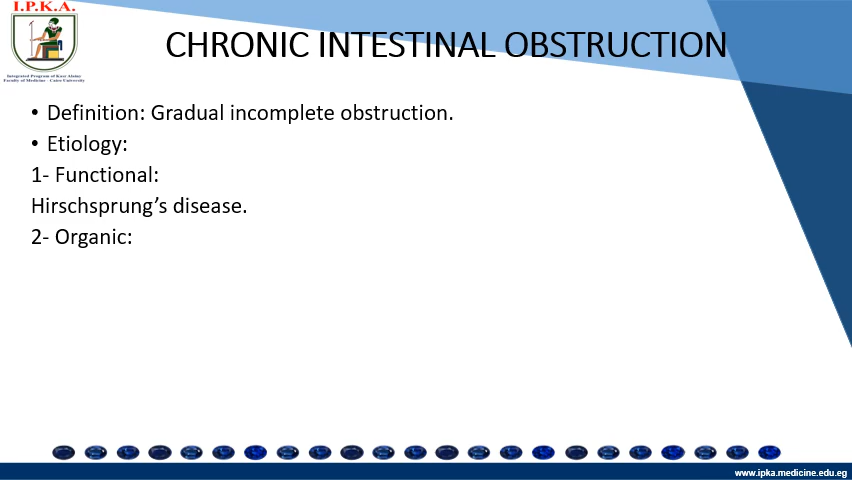 I.P.K.A.
Integrated Program of Kasr Alainy
Faculty of Medicine - Cairo University
CHRONIC INTESTINAL OBSTRUCTION
• Definition: Gradual incomplete obstruction.
• Etiology:
1- Functional:
Hirschsprung’s disease.
2- Organic:
www.ipka.medicine.edu.eg